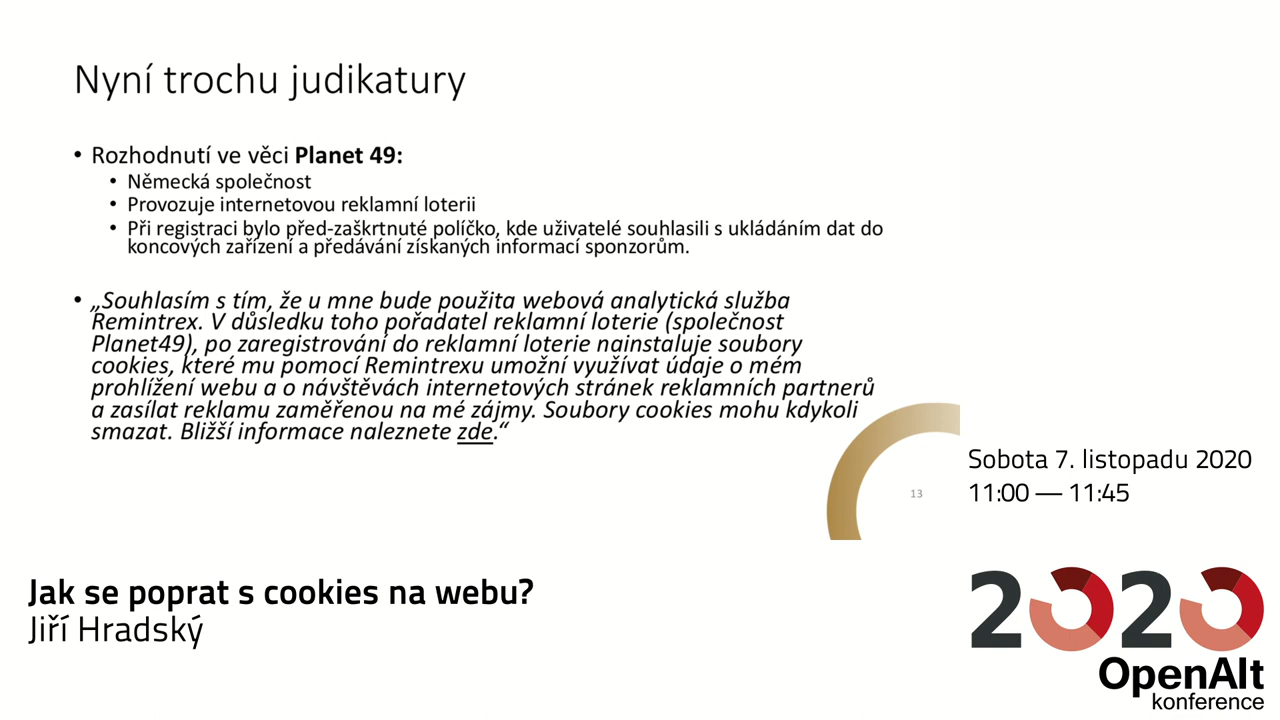 Nyní trochu judikatury
• Rozhodnutí ve věci Planet 49:
• Německá společnost
• Provozuje internetovou reklamní loterii
• Při registraci bylo před-zaškrtnuté políčko, kde uživatelé souhlasili s ukládáním dat do
koncových zařízení a předávání získaných informací sponzorům.
• „Souhlasím s tím, že u mne bude použita webová analytická služba
Remintrex. V důsledku toho pořadatel reklamní loterie (společnost
Planet49), po zaregistrování do reklamní loterie nainstaluje soubory
cookies, které mu pomocí Remintrexu umožní využívat údaje o mém
prohlížení webu a o návštěvách internetových stránek reklamních partnerů
a zasílat reklamu zaměřenou na mé zájmy. Soubory cookies mohu kdykoli
smazat. Bližší informace naleznete zde.“
13
Sobota 7. listopadu 2020
11:00 — 11:45
Jak se poprat s cookies na webu?
Jiří Hradský
2020
OpenAlt
konference